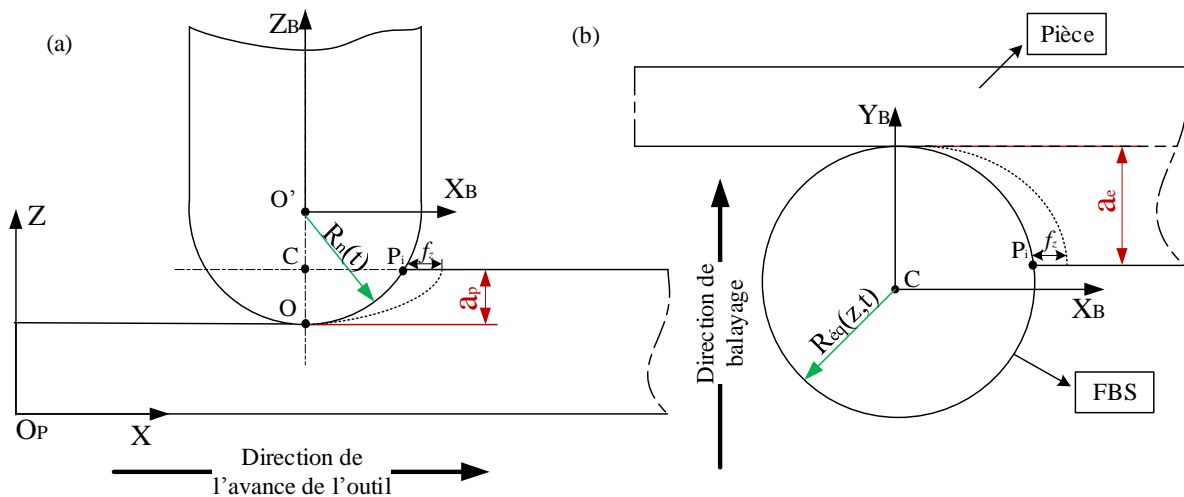 (a)
ZB
XB
O'
Rn(t)
C
Pi
fz
O
ap
Z
OP
X
Direction de
l'avance de l'outil
(b)
Pièce
YB
ae
Pi
fz
C
XB
Réq(z,t)
FBS
Direction de
balayage